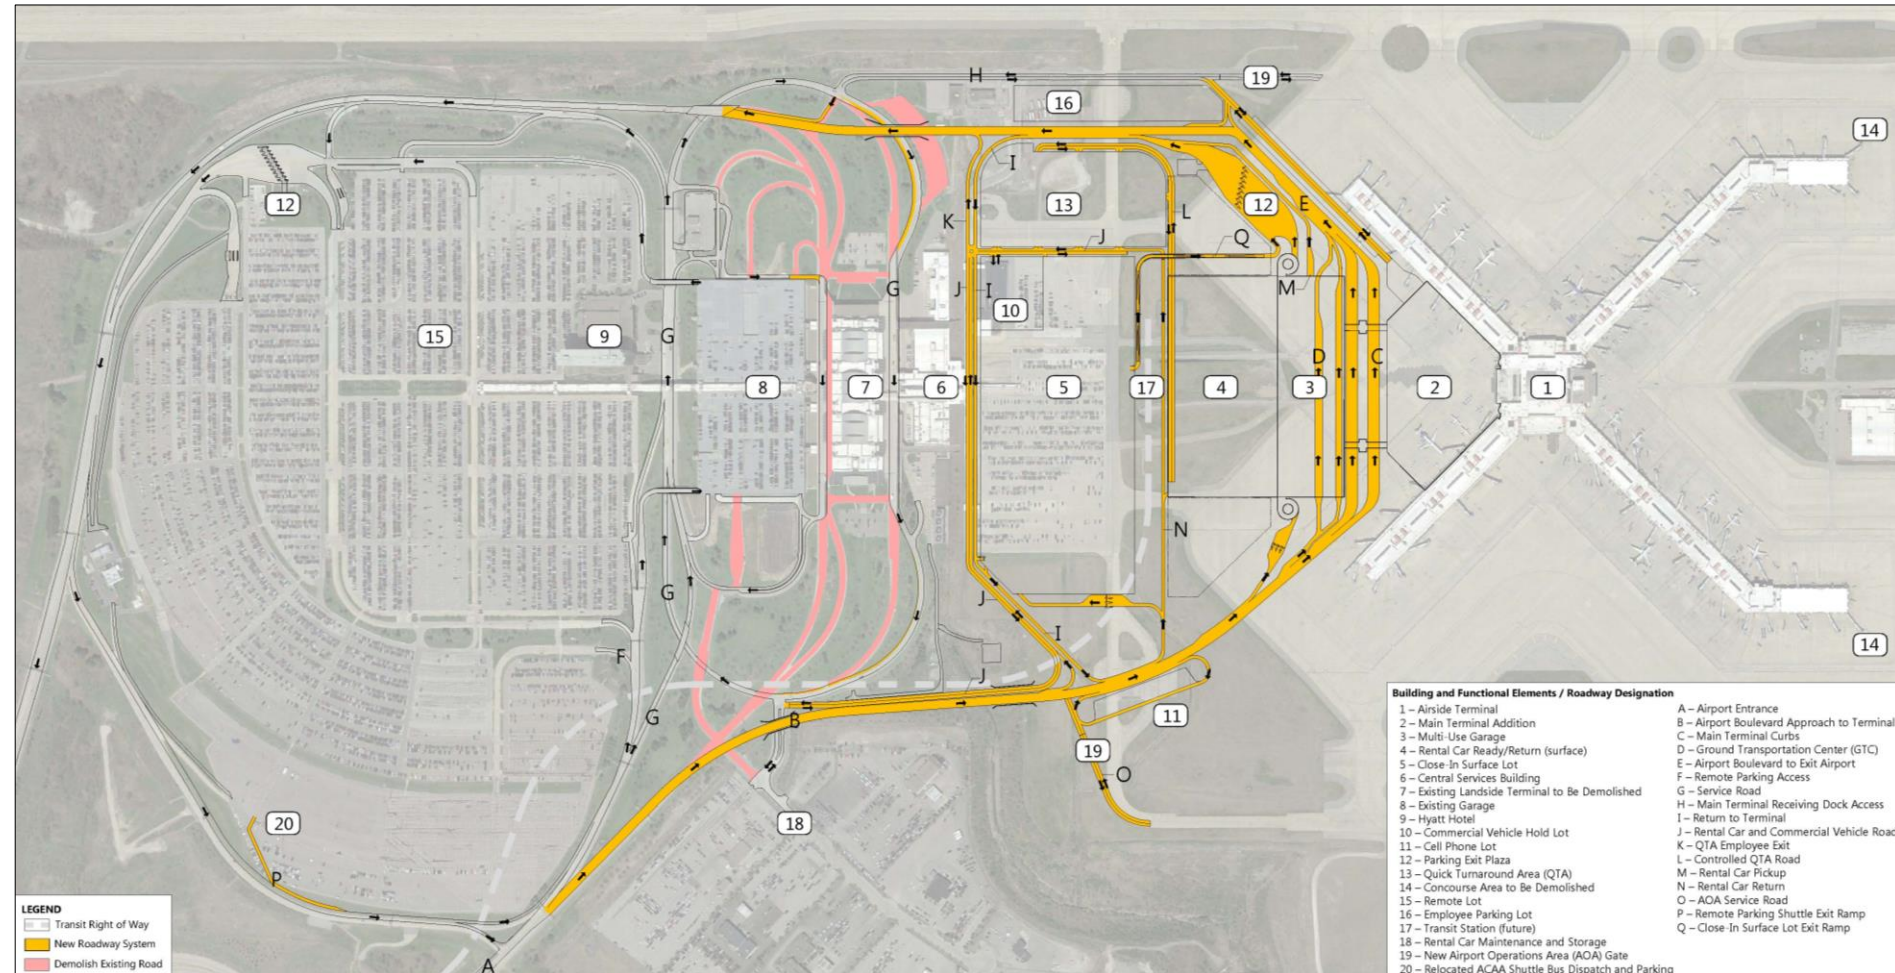 H
19
16
14
I
12
13
L
12
E
K
J
Q
G
M
J
I
10
15
9
G
D
C
8
7
6
5
17
4
3
2
1
N
G
J
I
F
14
J
G
B
11
19
O
20
18
P
A
LEGEND
Transit Right of Way
New Roadway System
Demolish Existing Road
Building and Functional Elements / Roadway Designation
1 – Airside Terminal
2 – Main Terminal Addition
3 – Multi-Use Garage
4 – Rental Car Ready/Return (surface)
5 – Close-In Surface Lot
6 – Central Services Building
7 – Existing Landside Terminal to Be Demolished
8 – Existing Garage
9 – Hyatt Hotel
10 – Commercial Vehicle Hold Lot
11 – Cell Phone Lot
12 – Parking Exit Plaza
13 – Quick Turnaround Area (QTA)
14 – Concourse Area to Be Demolished
15 – Remote Lot
16 – Employee Parking Lot
17 – Transit Station (future)
18 – Rental Car Maintenance and Storage
19 – New Airport Operations Area (AOA) Gate
20 – Relocated ACAA Shuttle Bus Dispatch and Parking
A – Airport Entrance
B – Airport Boulevard Approach to Terminal
C – Main Terminal Curbs
D – Ground Transportation Center (GTC)
E – Airport Boulevard to Exit Airport
F – Remote Parking Access
G – Service Road
H – Main Terminal Receiving Dock Access
I – Return to Terminal
J – Rental Car and Commercial Vehicle Road
K – QTA Employee Exit
L – Controlled QTA Road
M – Rental Car Pickup
N – Rental Car Return
O – AOA Service Road
P – Remote Parking Shuttle Exit Ramp
Q – Close-In Surface Lot Exit Ramp